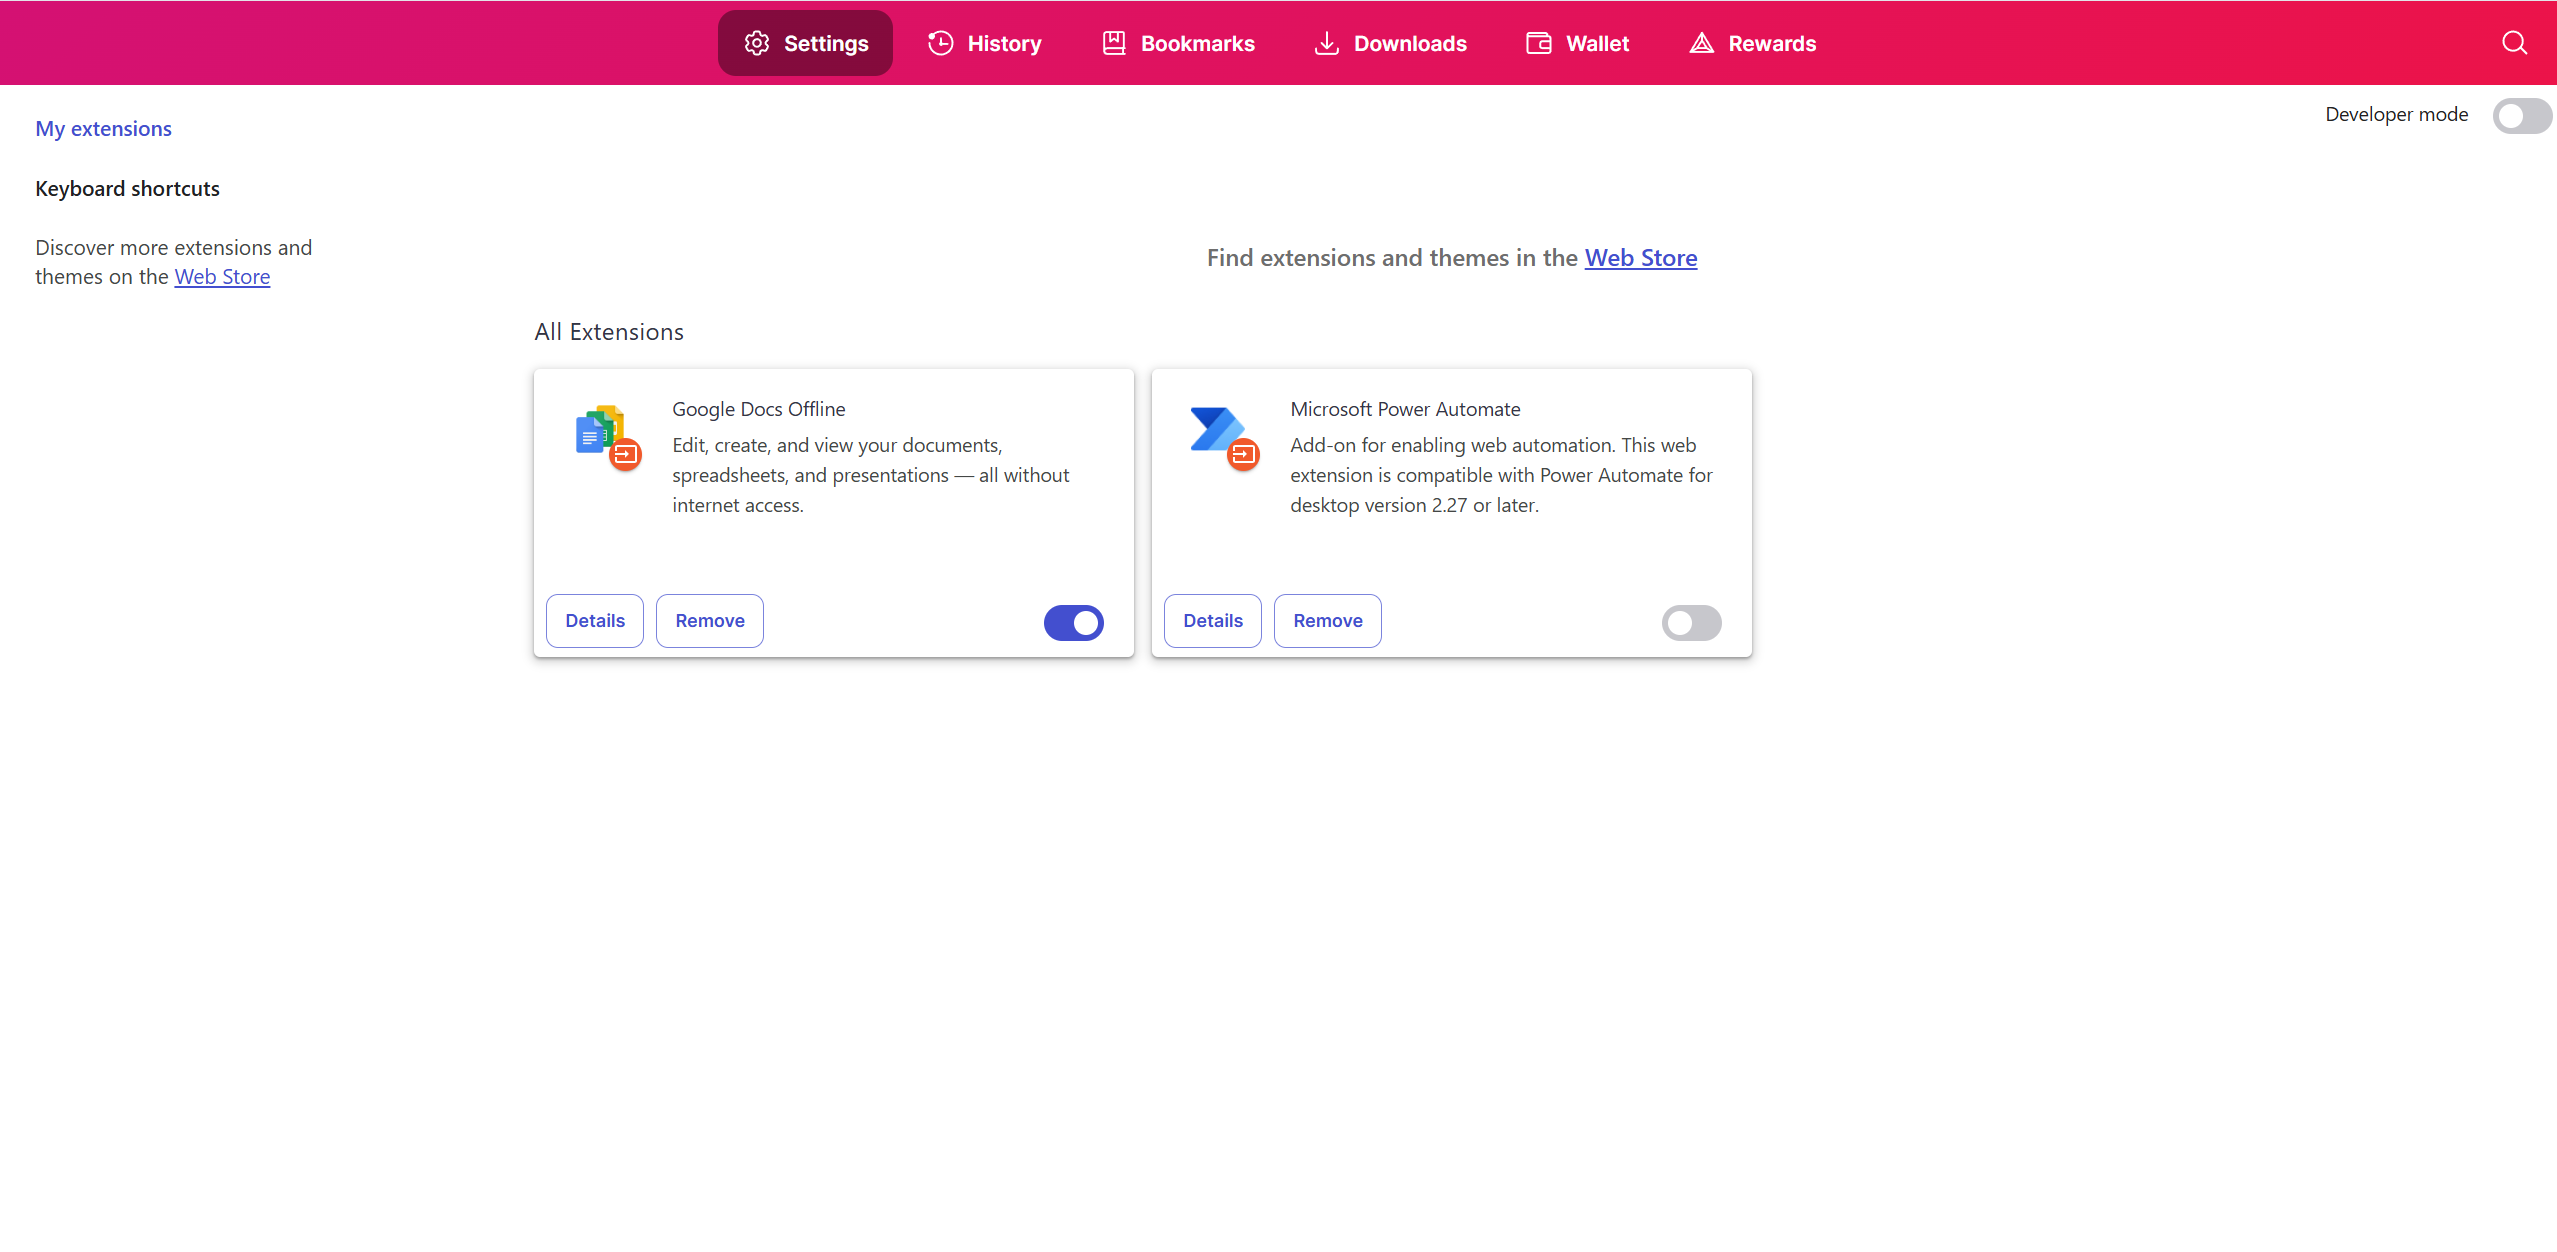 Settings
History
Bookmarks
Downloads
Wallet
Rewards
My extensions
Developer mode
Keyboard shortcuts
Discover more extensions and
themes on the Web Store
Find extensions and themes in the Web Store
All Extensions
Google Docs Offline
Edit, create, and view your documents,
spreadsheets, and presentations — all without
internet access.
Details
Remove
Microsoft Power Automate
Add-on for enabling web automation. This web
extension is compatible with Power Automate for
desktop version 2.27 or later.
Details
Remove